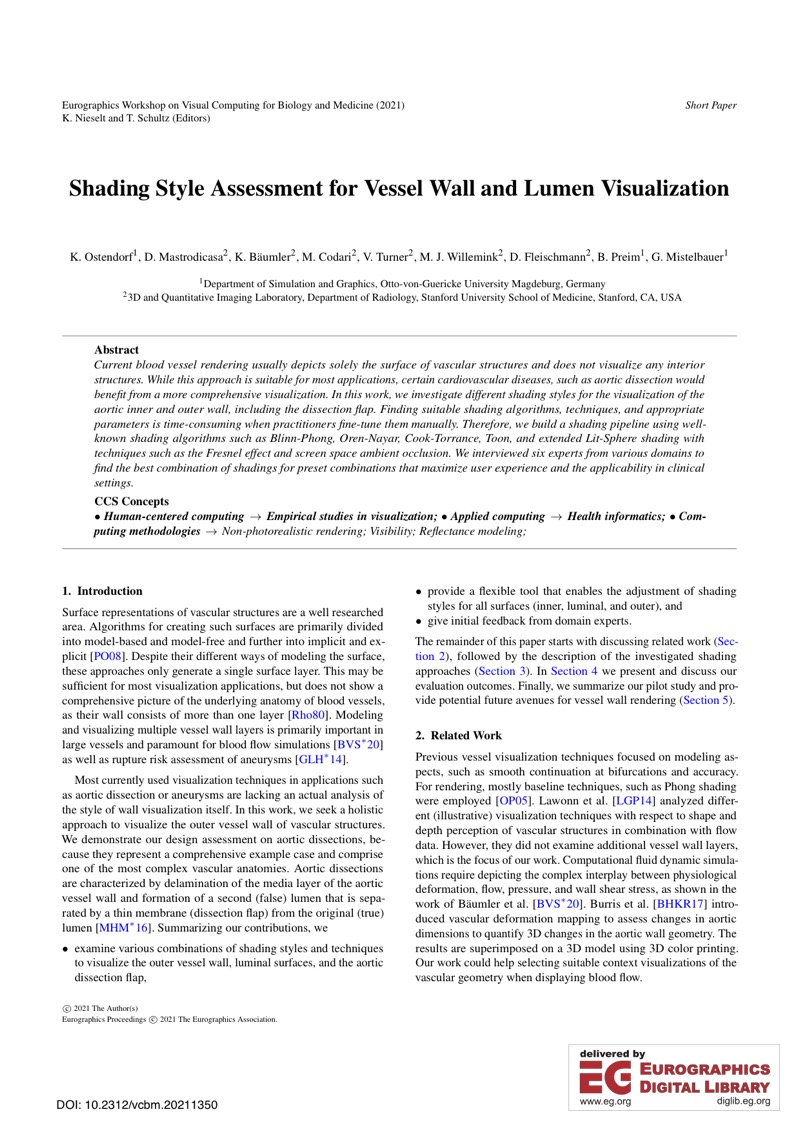 Eurographics Workshop on Visual Computing for Biology and Medicine (2021)
K. Nieselt and T. Schultz (Editors)
Short Paper
Shading Style Assessment for Vessel Wall and Lumen Visualization
K. Ostendorf1, D. Mastrodicasa2, K. Bäumler2, M. Codari2, V. Turner2, M. J. Willemink2, D. Fleischmann2, B. Preim1, G. Mistelbauer1
1Department of Simulation and Graphics, Otto-von-Guericke University Magdeburg, Germany
23D and Quantitative Imaging Laboratory, Department of Radiology, Stanford University School of Medicine, Stanford, CA, USA
Abstract
Current blood vessel rendering usually depicts solely the surface of vascular structures and does not visualize any interior
structures. While this approach is suitable for most applications, certain cardiovascular diseases, such as aortic dissection would
benefit from a more comprehensive visualization. In this work, we investigate different shading styles for the visualization of the
aortic inner and outer wall, including the dissection flap. Finding suitable shading algorithms, techniques, and appropriate
parameters is time-consuming when practitioners fine-tune them manually. Therefore, we build a shading pipeline using well-
known shading algorithms such as Blinn-Phong, Oren-Nayar, Cook-Torrance, Toon, and extended Lit-Sphere shading with
techniques such as the Fresnel effect and screen space ambient occlusion. We interviewed six experts from various domains to
find the best combination of shadings for preset combinations that maximize user experience and the applicability in clinical
settings.
CCS Concepts
• Human-centered computing → Empirical studies in visualization; • Applied computing → Health informatics; • Com-
puting methodologies → Non-photorealistic rendering; Visibility; Reflectance modeling;
1. Introduction
Surface representations of vascular structures are a well researched
area. Algorithms for creating such surfaces are primarily divided
into model-based and model-free and further into implicit and ex-
plicit [PO08]. Despite their different ways of modeling the surface,
these approaches only generate a single surface layer. This may be
sufficient for most visualization applications, but does not show a
comprehensive picture of the underlying anatomy of blood vessels,
as their wall consists of more than one layer [Rho80]. Modeling
and visualizing multiple vessel wall layers is primarily important in
large vessels and paramount for blood flow simulations [BVS*20]
as well as rupture risk assessment of aneurysms [GLH*14].
Most currently used visualization techniques in applications such
as aortic dissection or aneurysms are lacking an actual analysis of
the style of wall visualization itself. In this work, we seek a holistic
approach to visualize the outer vessel wall of vascular structures.
We demonstrate our design assessment on aortic dissections, be-
cause they represent a comprehensive example case and comprise
one of the most complex vascular anatomies. Aortic dissections
are characterized by delamination of the media layer of the aortic
vessel wall and formation of a second (false) lumen that is sepa-
rated by a thin membrane (dissection flap) from the original (true)
lumen [MHM*16]. Summarizing our contributions, we
• examine various combinations of shading styles and techniques
to visualize the outer vessel wall, luminal surfaces, and the aortic
dissection flap,
• provide a flexible tool that enables the adjustment of shading
styles for all surfaces (inner, luminal, and outer), and
• give initial feedback from domain experts.
The remainder of this paper starts with discussing related work (Sec-
tion 2), followed by the description of the investigated shading
approaches (Section 3). In Section 4 we present and discuss our
evaluation outcomes. Finally, we summarize our pilot study and pro-
vide potential future avenues for vessel wall rendering (Section 5).
2. Related Work
Previous vessel visualization techniques focused on modeling as-
pects, such as smooth continuation at bifurcations and accuracy.
For rendering, mostly baseline techniques, such as Phong shading
were employed [OP05]. Lawonn et al. [LGP14] analyzed differ-
ent (illustrative) visualization techniques with respect to shape and
depth perception of vascular structures in combination with flow
data. However, they did not examine additional vessel wall layers,
which is the focus of our work. Computational fluid dynamic simula-
tions require depicting the complex interplay between physiological
deformation, flow, pressure, and wall shear stress, as shown in the
work of Bäumler et al. [BVS*20]. Burris et al. [BHKR17] intro-
duced vascular deformation mapping to assess changes in aortic
dimensions to quantify 3D changes in the aortic wall geometry. The
results are superimposed on a 3D model using 3D color printing.
Our work could help selecting suitable context visualizations of the
vascular geometry when displaying blood flow.
© 2021 The Author(s)
Eurographics Proceedings © 2021 The Eurographics Association.
DOI: 10.2312/vcbm.20211350
delivered by
EG EUROGRAPHICS
DIGITAL LIBRARY
www.eg.org diglib.eg.org